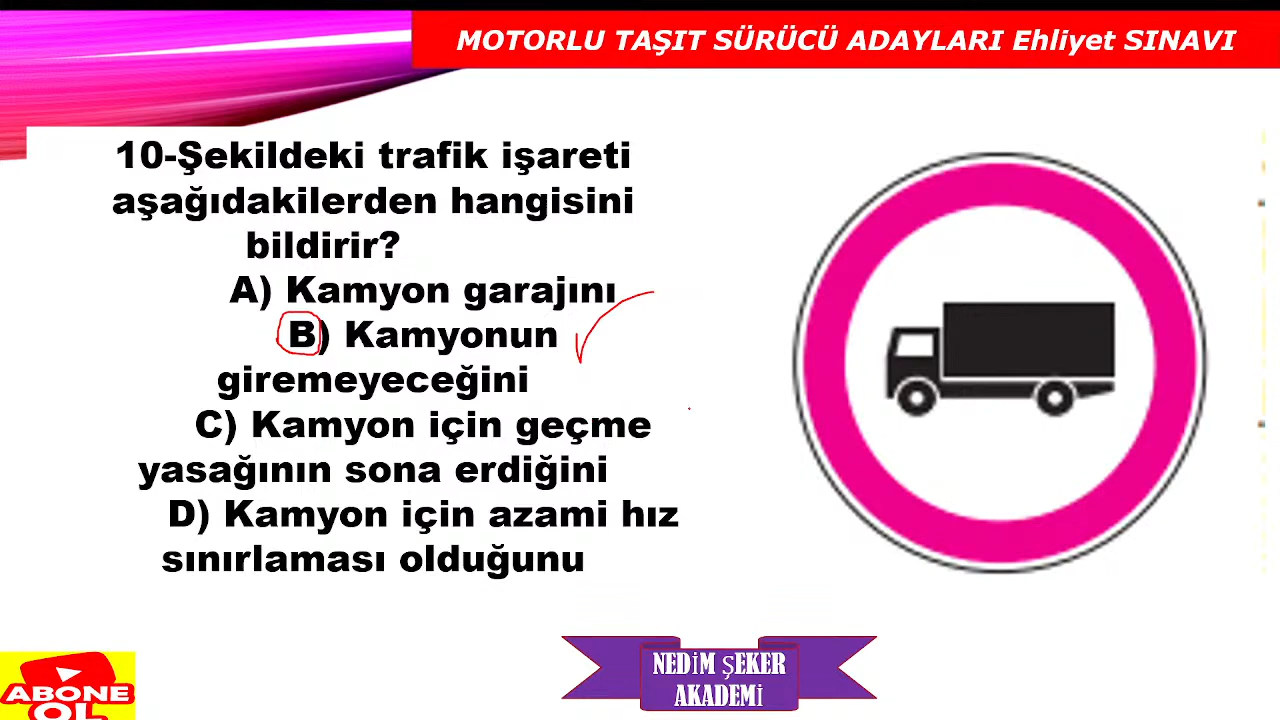 MOTORLU TAŞIT SÜRÜCÜ ADAYLARI Ehliyet SINAVI
10-Şekildeki trafik işareti
aşağıdakilerden hangisini
bildirir?
A) Kamyon garajını
B) Kamyonun
giremeyeceğini
C) Kamyon için geçme
yasağının sona erdiğini
D) Kamyon için azami hız
sınırlaması olduğunu
NEDİM ŞEKER
AKADEMİ
ABONE
OL